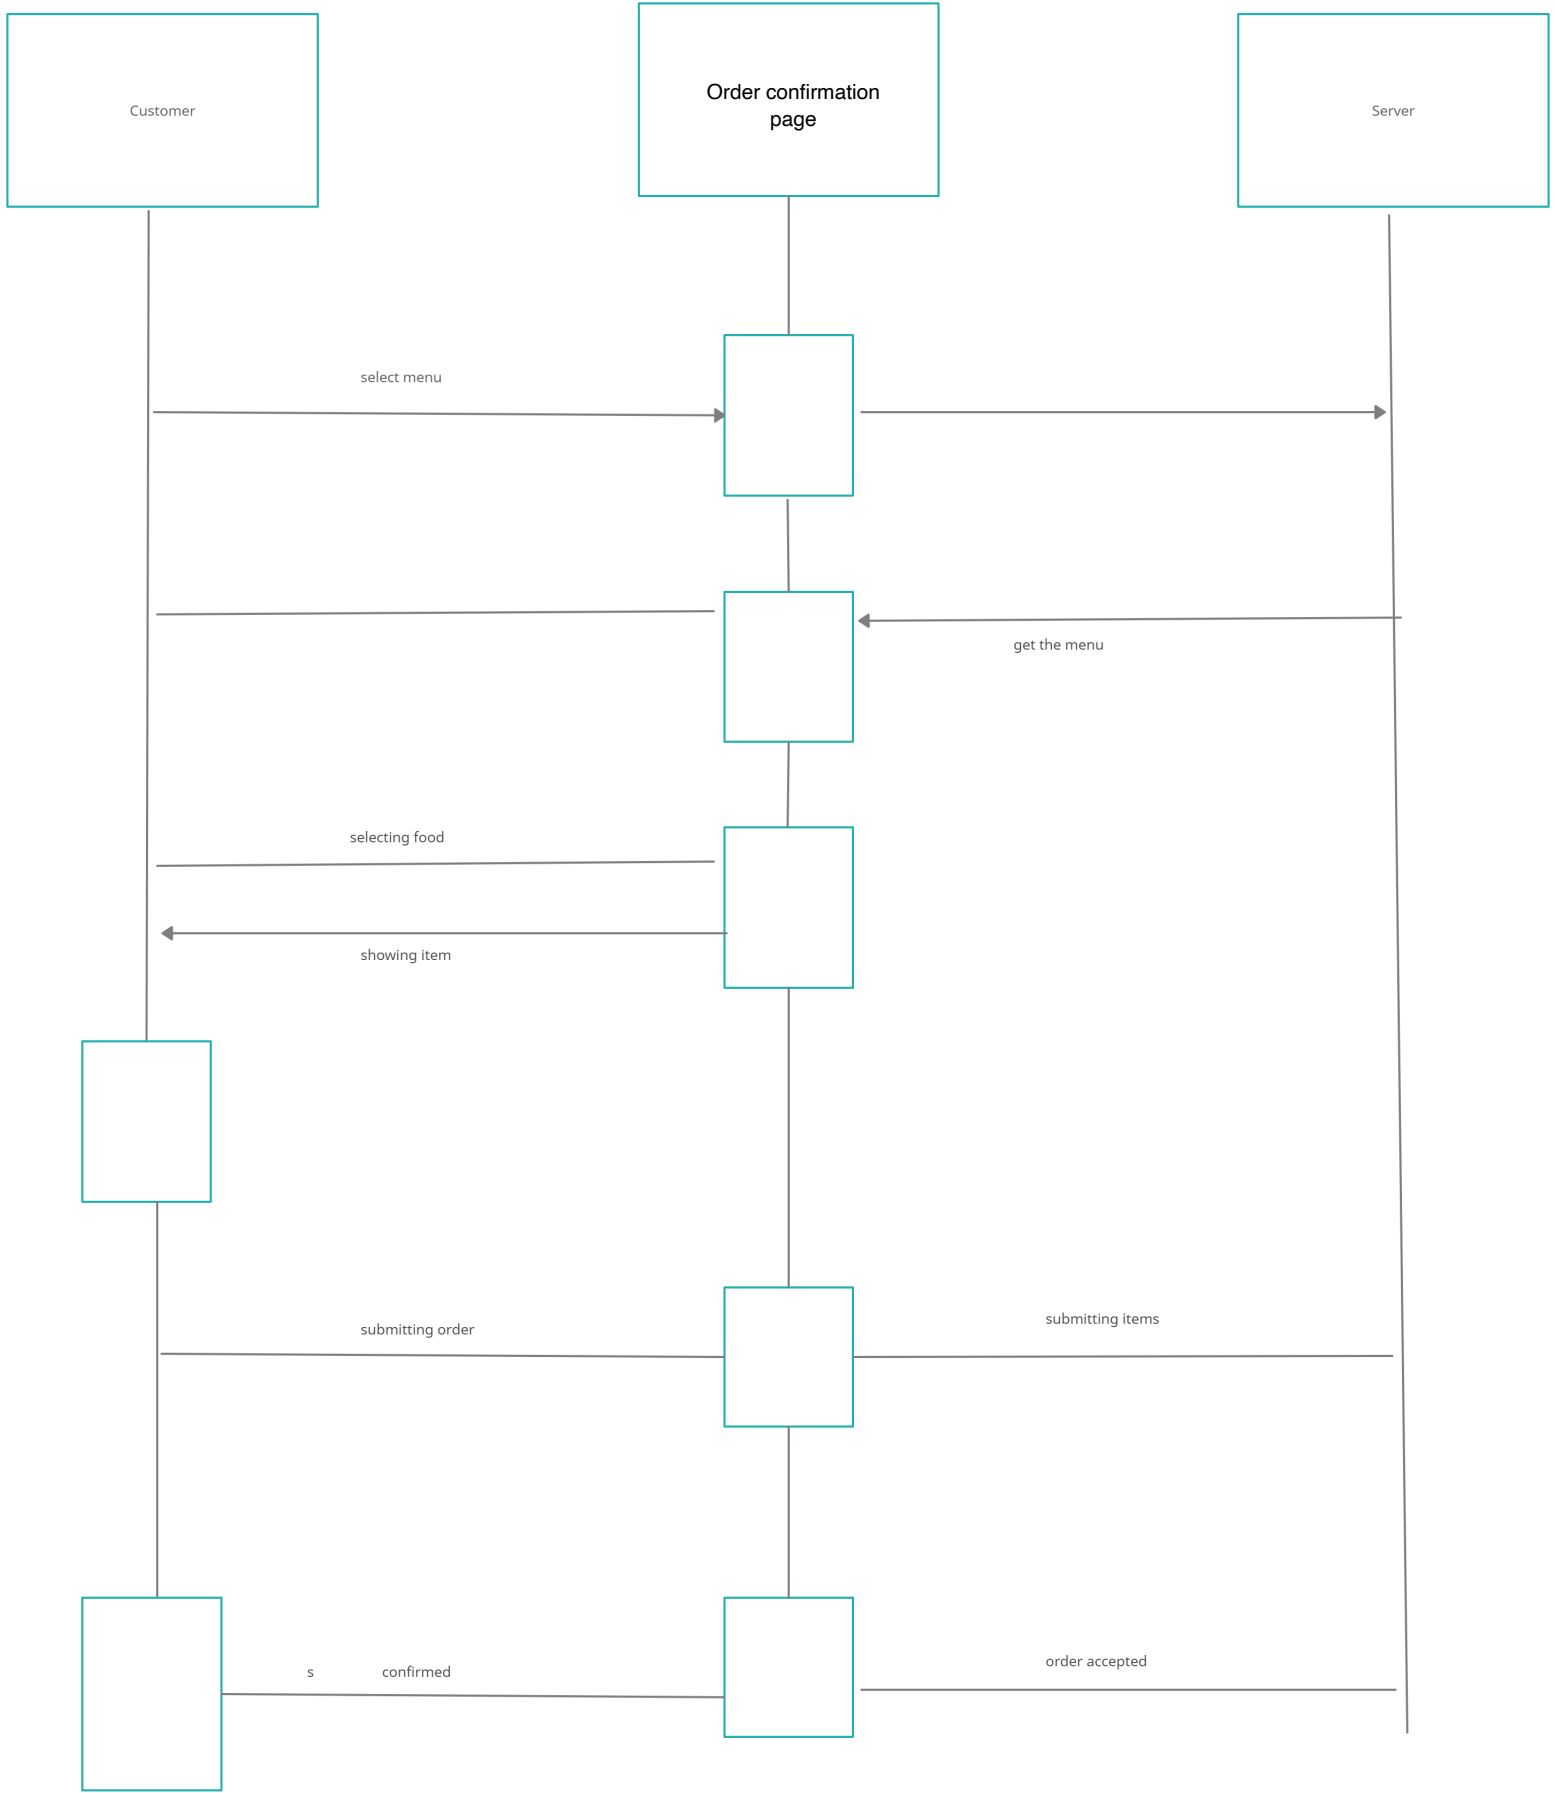 Customer
Order confirmation
page
Server
select menu
get the menu
selecting food
showing item
submitting order
submitting items
s confirmed
order accepted